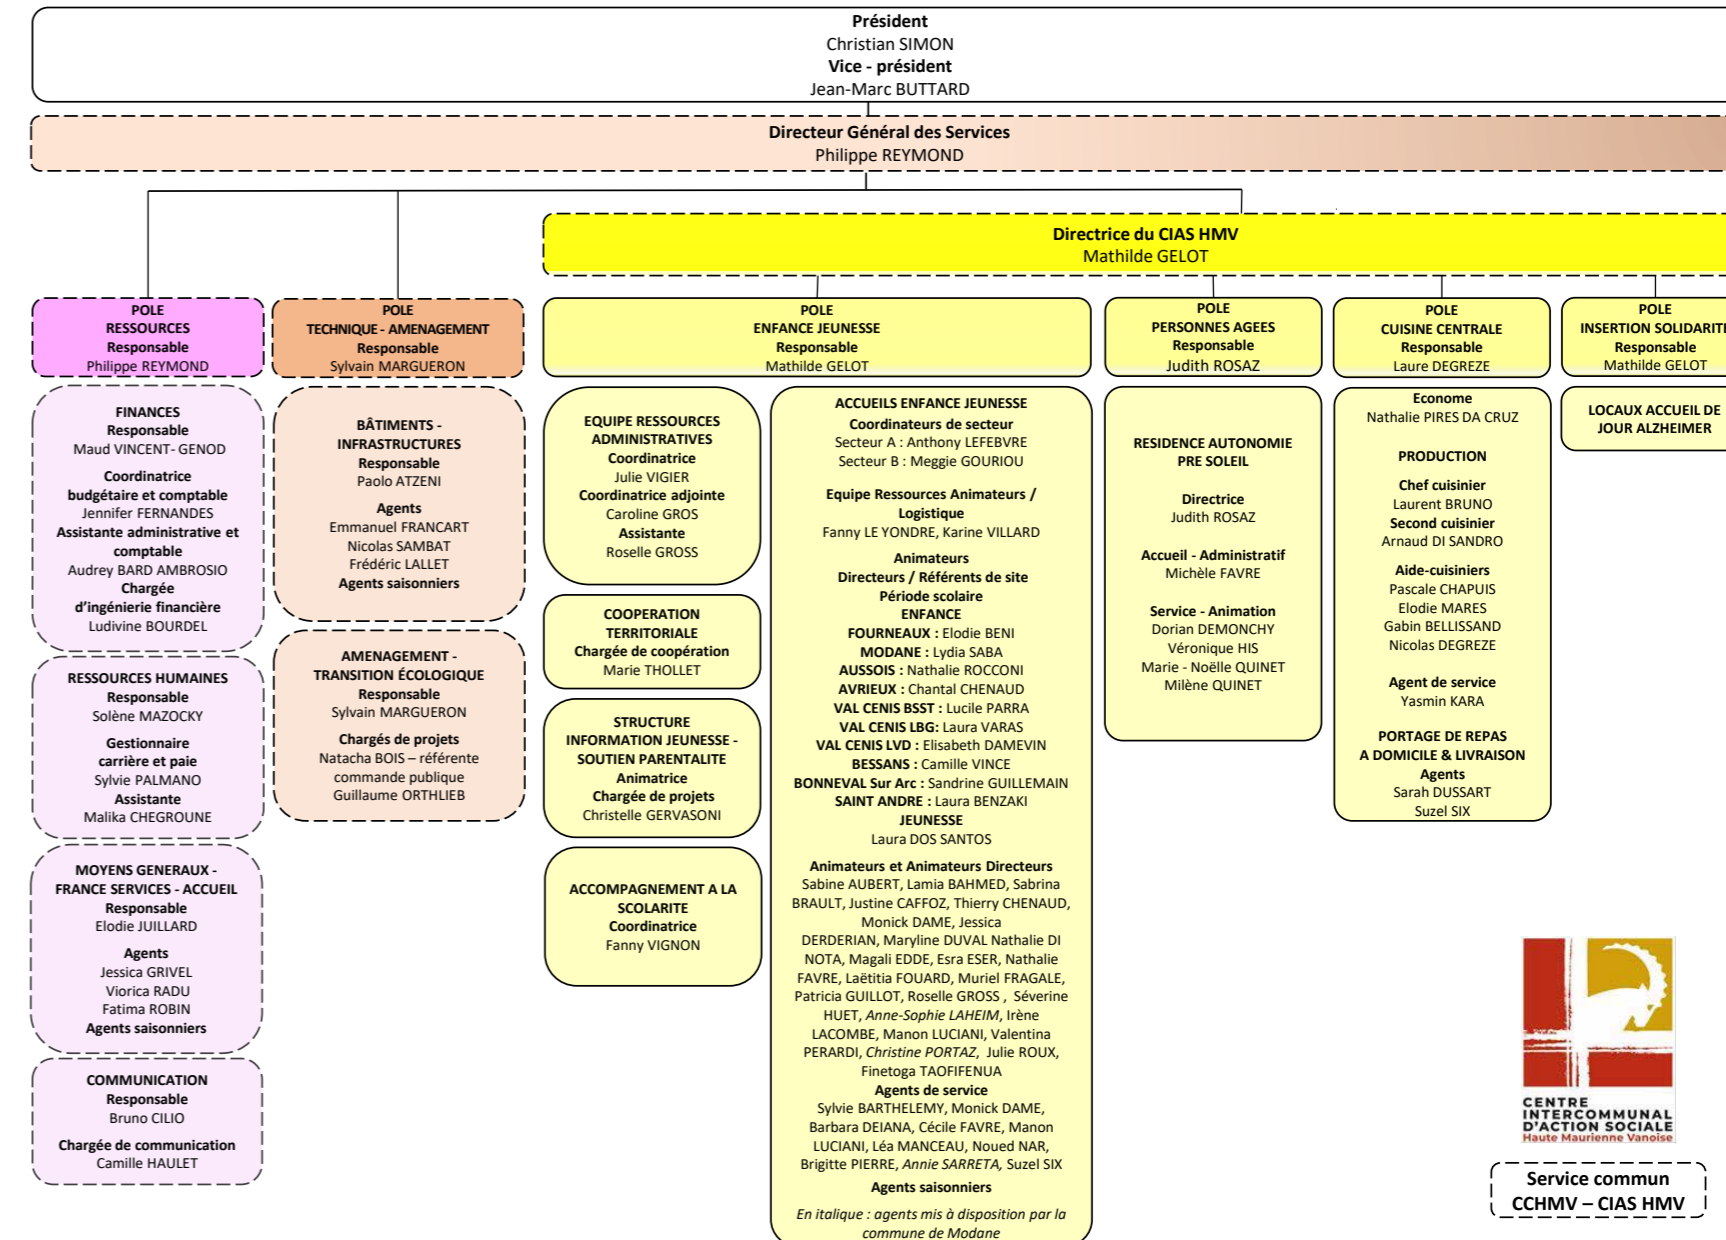 Président
Christian SIMON
Vice - président
Jean-Marc BUTTARD
Directeur Général des Services
Philippe REYMOND
Directrice du CIAS HMV
Mathilde GELOT
POLE
RESSOURCES
Responsable
Philippe REYMOND
POLE
TECHNIQUE - AMENAGEMENT
Responsable
Sylvain MARGUERON
POLE
ENFANCE JEUNESSE
Responsable
Mathilde GELOT
POLE
PERSONNES AGEES
Responsable
Judith ROSAZ
POLE
CUISINE CENTRALE
Responsable
Laure DEGREZE
POLE
INSERTION SOLIDARITE
Responsable
Mathilde GELOT
FINANCES
Responsable
Maud VINCENT- GENOD
Coordinatrice
budgétaire et comptable
Jennifer FERNANDES
Assistante administrative et
comptable
Audrey BARD AMBROSIO
Chargée
d'ingénierie financière
Ludivine BOURDEL
RESSOURCES HUMAINES
Responsable
Solène MAZOCKY
Gestionnaire
carrière et paie
Sylvie PALMANO
Assistante
Malika CHEGROUNE
MOYENS GENERAUX -
FRANCE SERVICES - ACCUEIL
Responsable
Elodie JUILLARD
Agents
Jessica GRIVEL
Viorica RADU
Fatima ROBIN
Agents saisonniers
COMMUNICATION
Responsable
Bruno CILIO
Chargée de communication
Camille HAULET
BÂTIMENTS -
INFRASTRUCTURES
Responsable
Paolo ATZENI
Agents
Emmanuel FRANCART
Nicolas SAMBAT
Frédéric LALLET
Agents saisonniers
AMENAGEMENT -
TRANSITION ÉCOLOGIQUE
Responsable
Sylvain MARGUERON
Chargés de projets
Natacha BOIS – référente
commande publique
Guillaume ORTHLIEB
EQUIPE RESSOURCES
ADMINISTRATIVES
Coordinatrice
Julie VIGIER
Coordinatrice adjointe
Caroline GROS
Assistante
Roselle GROSS
COOPERATION
TERRITORIALE
Chargée de coopération
Marie THOLLET
STRUCTURE
INFORMATION JEUNESSE -
SOUTIEN PARENTALITE
Animatrice
Chargée de projets
Christelle GERVASONI
ACCOMPAGNEMENT A LA
SCOLARITE
Coordinatrice
Fanny VIGNON
ACCUEILS ENFANCE JEUNESSE
Coordinateurs de secteur
Secteur A : Anthony LEFEBVRE
Secteur B : Meggie GOURIOU
Equipe Ressources Animateurs /
Logistique
Fanny LE YONDRE, Karine VILLARD
Animateurs
Directeurs / Référents de site
Période scolaire
ENFANCE
FOURNEAUX : Elodie BENI
MODANE : Lydia SABA
AUSSOIS : Nathalie ROCCONI
AVRIEUX : Chantal CHENAUD
VAL CENIS BSST : Lucile PARRA
VAL CENIS LBG: Laura VARAS
VAL CENIS LVD : Elisabeth DAMEVIN
BESSANS : Camille VINCE
BONNEVAL Sur Arc : Sandrine GUILLEMAIN
SAINT ANDRE : Laura BENZAKI
JEUNESSE
Laura DOS SANTOS
Animateurs et Animateurs Directeurs
Sabine AUBERT, Lamia BAHMED, Sabrina
BRAULT, Justine CAFFOZ, Thierry CHENAUD,
Monick DAME, Jessica
DERDERIAN, Maryline DUVAL Nathalie DI
NOTA, Magali EDDE, Esra ESER, Nathalie
FAVRE, Laëtitia FOUARD, Muriel FRAGALE,
Patricia GUILLOT, Roselle GROSS , Séverine
HUET, Anne-Sophie LAHEIM, Irène
LACOMBE, Manon LUCIANI, Valentina
PERARDI, Christine PORTAZ, Julie ROUX,
Finetoga TAOFIFENUA
Agents de service
Sylvie BARTHELEMY, Monick DAME,
Barbara DEIANA, Cécile FAVRE, Manon
LUCIANI, Léa MANCEAU, Noued NAR,
Brigitte PIERRE, Annie SARRETA, Suzel SIX
Agents saisonniers
En italique : agents mis à disposition par la
commune de Modane
RESIDENCE AUTONOMIE
PRE SOLEIL
Directrice
Judith ROSAZ
Accueil - Administratif
Michèle FAVRE
Service - Animation
Dorian DEMONCHY
Véronique HIS
Marie - Noëlle QUINET
Milène QUINET
Econome
Nathalie PIRES DA CRUZ
PRODUCTION
Chef cuisinier
Laurent BRUNO
Second cuisinier
Arnaud DI SANDRO
Aide-cuisiniers
Pascale CHAPUIS
Elodie MARES
Gabin BELLISSAND
Nicolas DEGREZE
Agent de service
Yasmin KARA
PORTAGE DE REPAS
A DOMICILE & LIVRAISON
Agents
Sarah DUSSART
Suzel SIX
LOCAUX ACCUEIL DE
JOUR ALZHEIMER
CENTRE
INTERCOMMUNAL
D'ACTION SOCIALE
Haute Maurienne Vanoise
Service commun
CCHMV – CIAS HMV